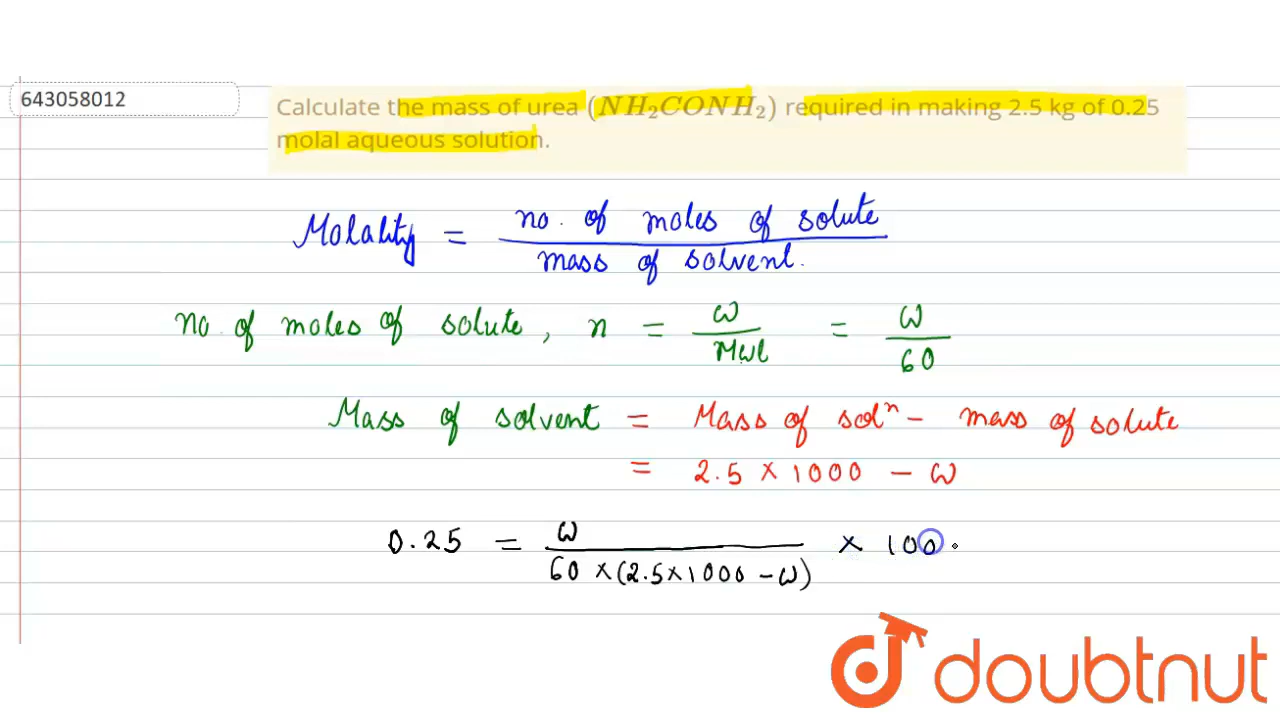 643058012
Calculate the mass of urea (NH₂CONH₂) required in making 2.5 kg of 0.25
molal aqueous solution.
Molality = no. of moles of solute / mass of solvent.
no. of moles of solute, n = W / Mwt = W / 60
Mass of solvent = Mass of solⁿ - mass of solute
= 2.5 × 1000 - W
0.25 = W / 60 × (2.5 × 1000 - W) × 100
doubtnut